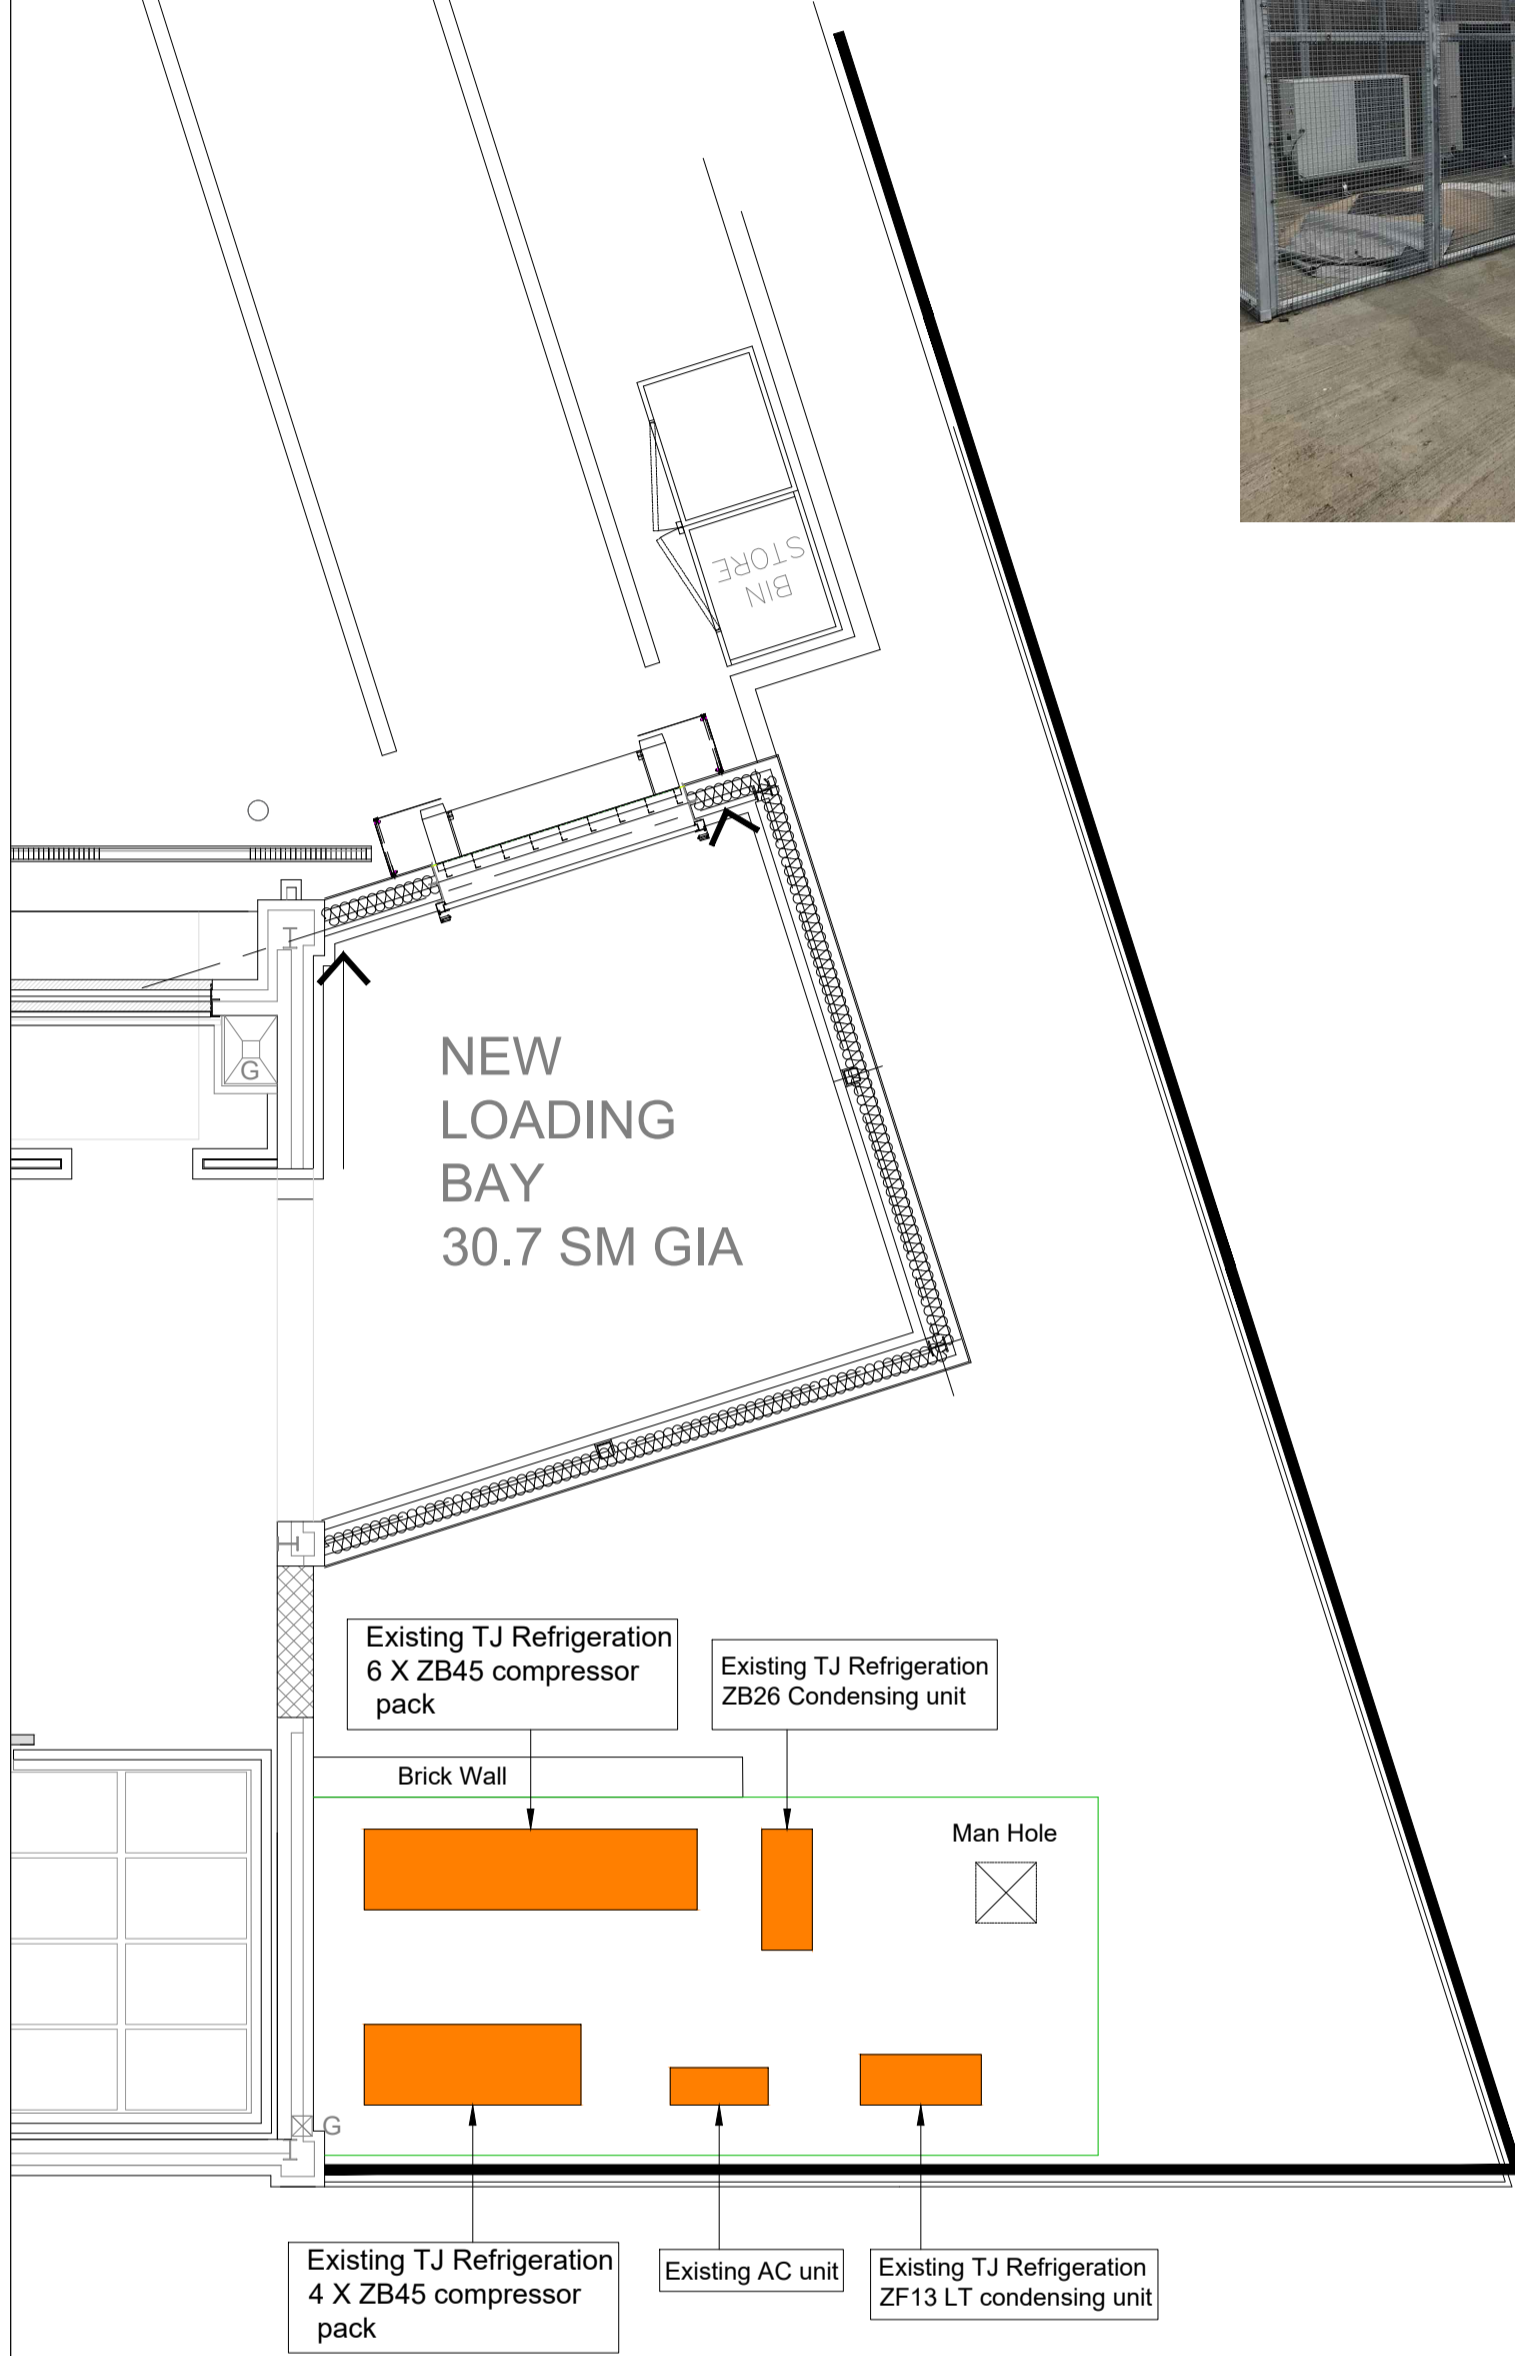 BIN
STORE
G
NEW
LOADING
BAY
30.7 SM GIA
Existing TJ Refrigeration
6 X ZB45 compressor
pack
Existing TJ Refrigeration
ZB26 Condensing unit
Brick Wall
Man Hole
G
Existing TJ Refrigeration
4 X ZB45 compressor
pack
Existing AC unit
Existing TJ Refrigeration
ZF13 LT condensing unit